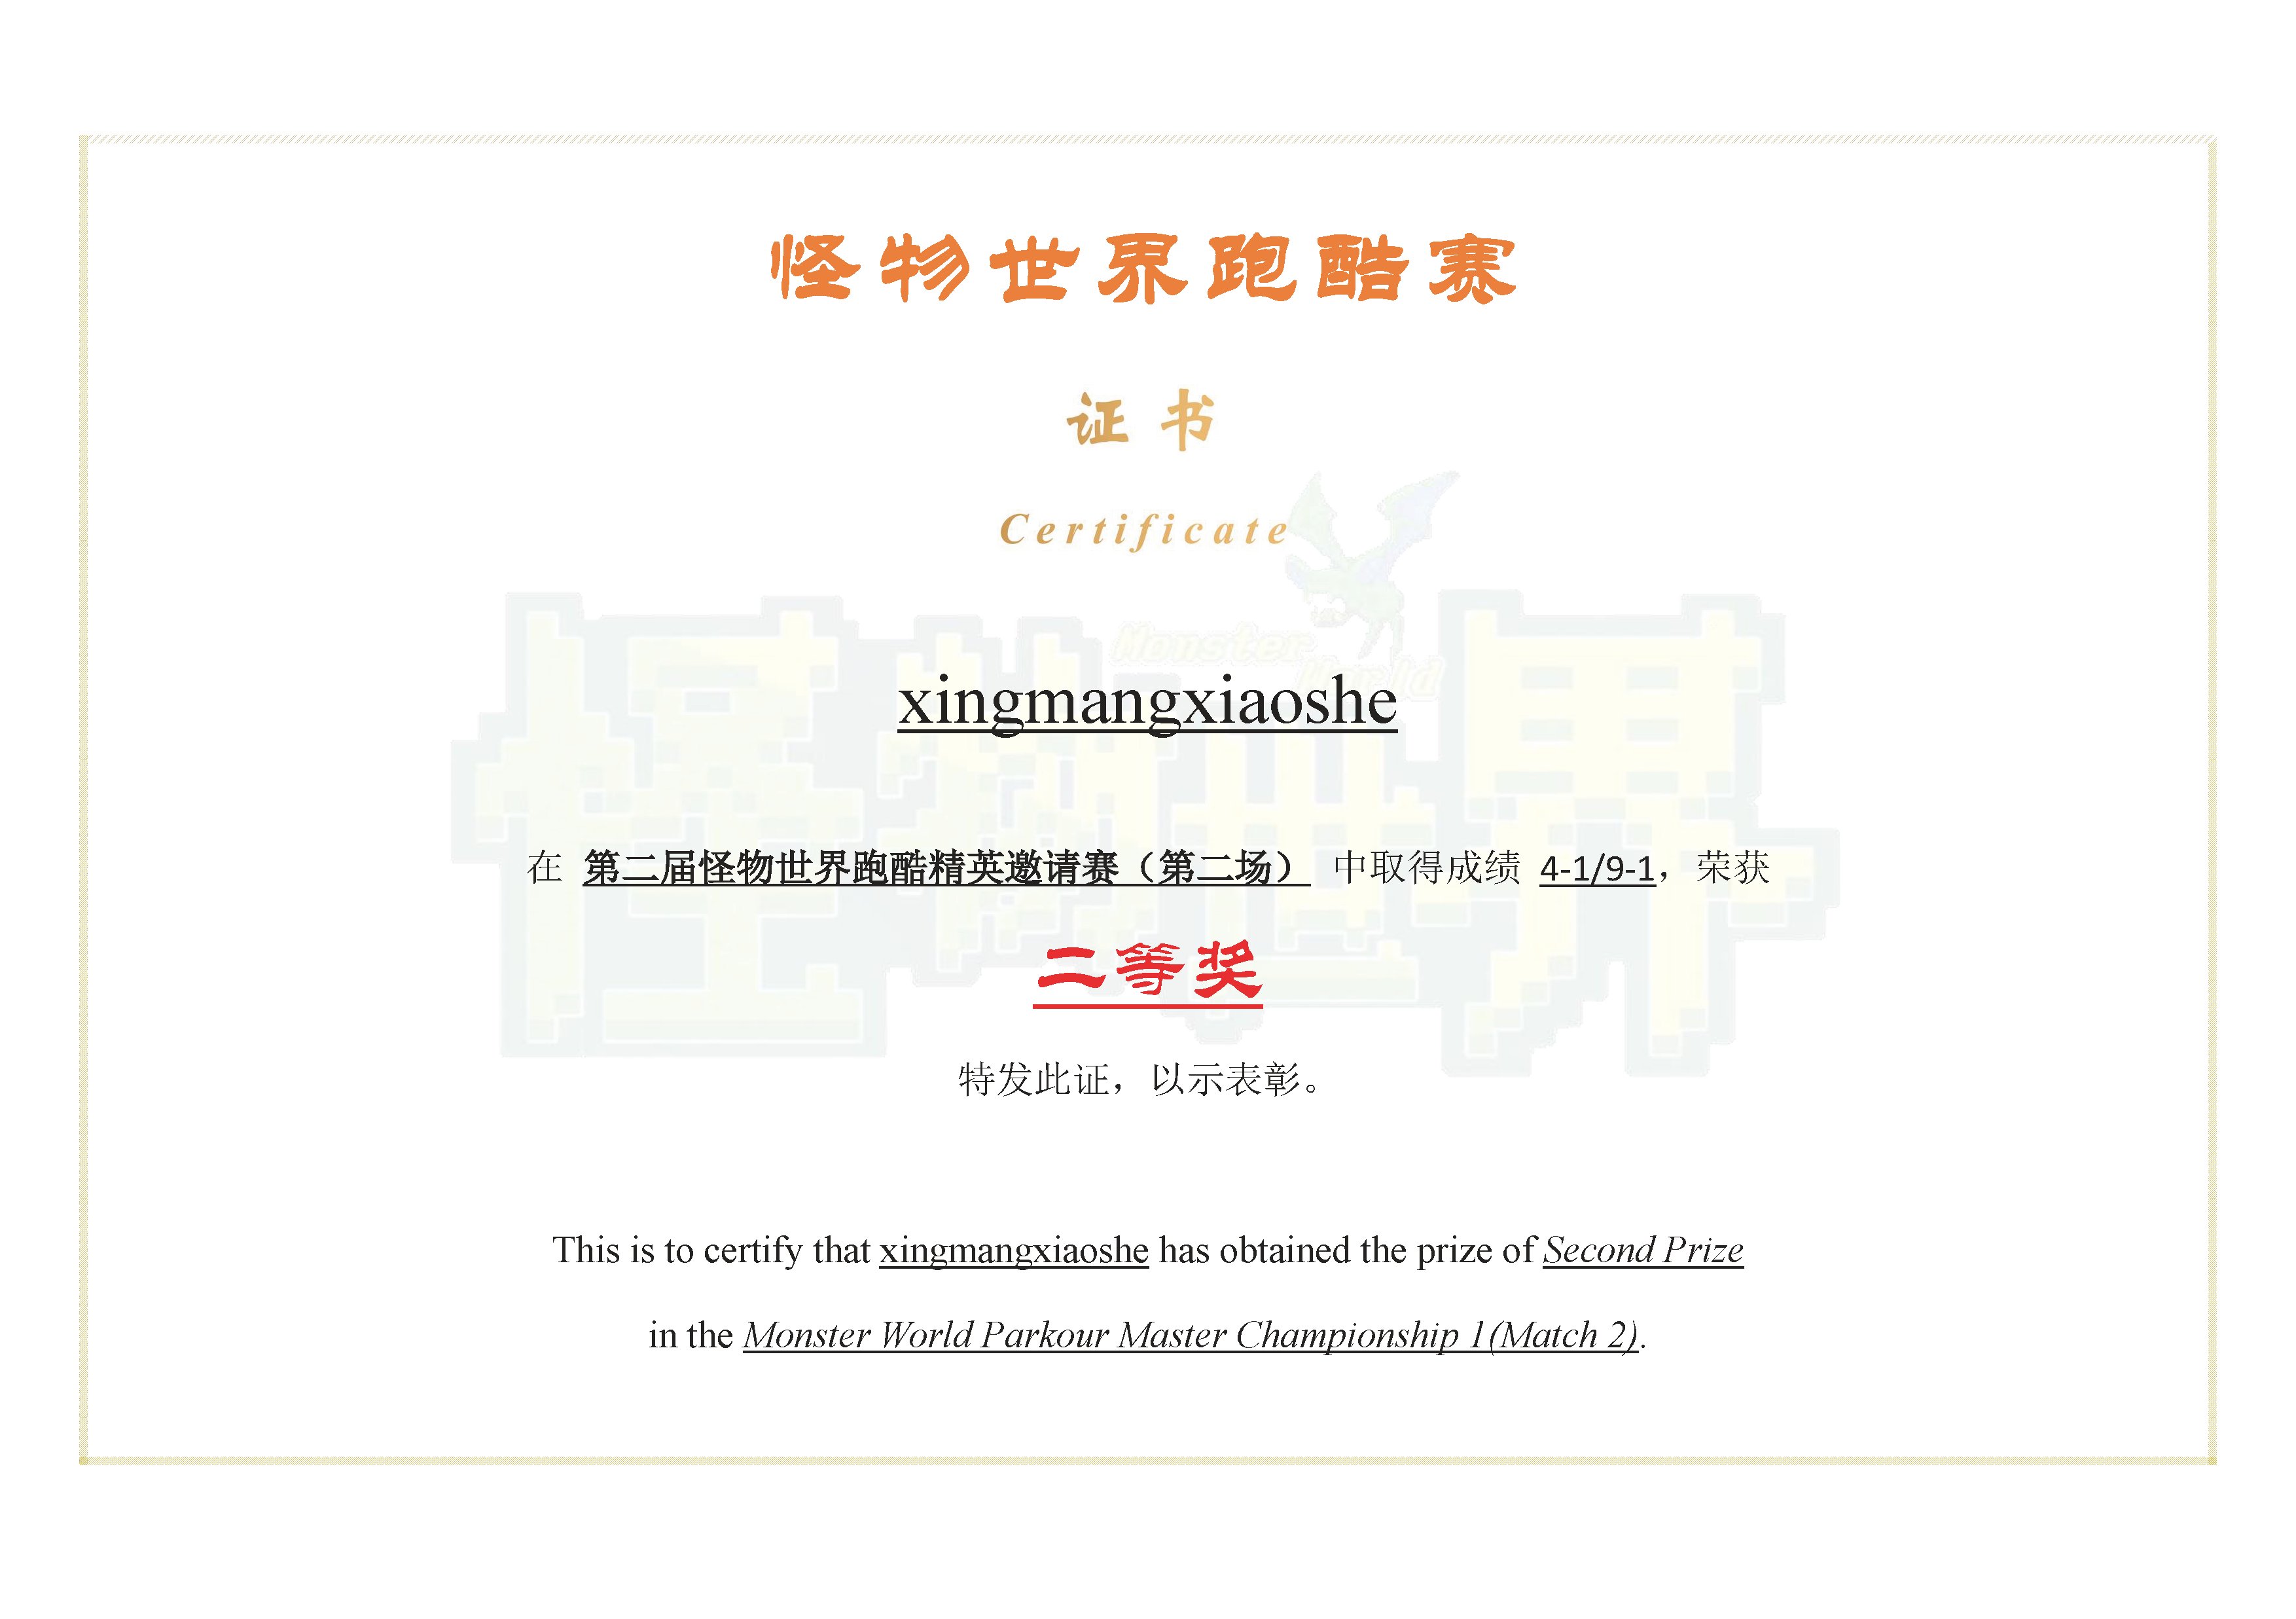 怪物世界跑酷赛
证书
Certificate
Monster
World
怪物世界
xingmangxiaoshe
在 第二届怪物世界跑酷精英邀请赛（第二场） 中取得成绩 4-1/9-1，荣获
二等奖
特发此证，以示表彰。
This is to certify that xingmangxiaoshe has obtained the prize of Second Prize
in the Monster World Parkour Master Championship 1(Match 2).